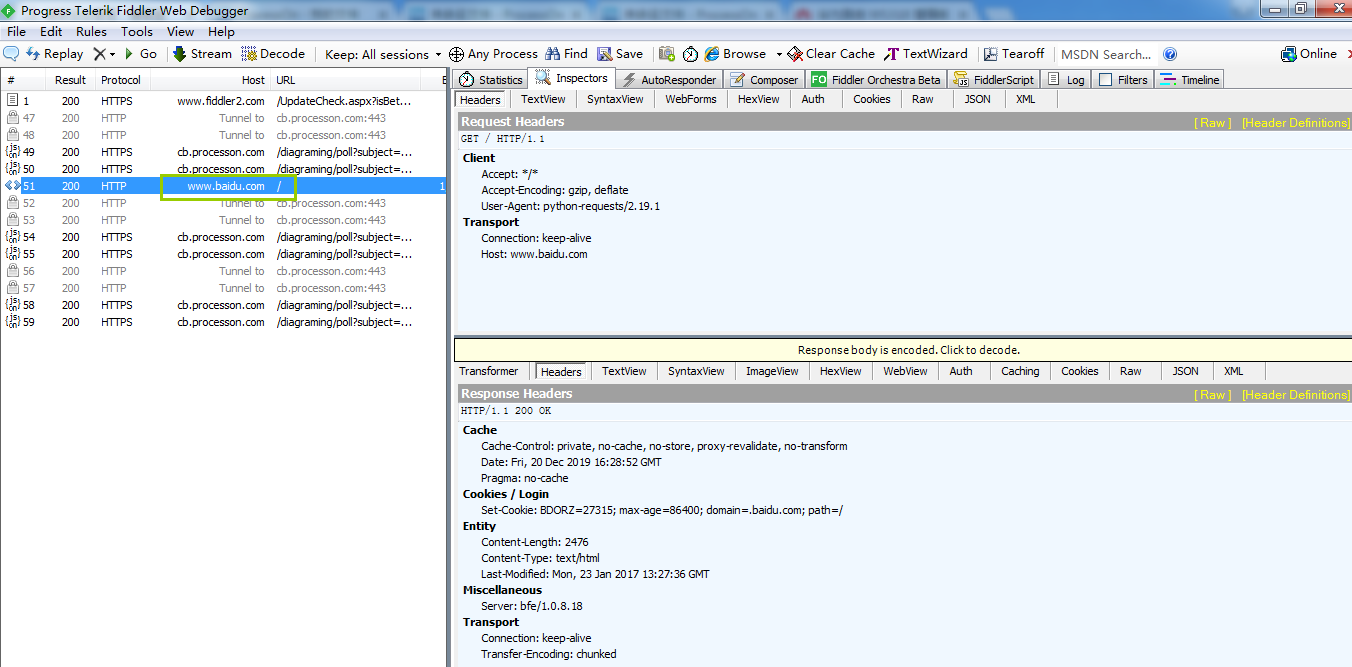 Progress Telerik Fiddler Web Debugger
File Edit Rules Tools View Help
Replay Go Stream Decode Keep: All sessions Any Process Find Save Browse Clear Cache TextWizard Tearoff MSDN Search... Online
# Result Protocol Host URL
1 200 HTTPS www.fiddler2.com /UpdateCheck.aspx?isBet...
47 200 HTTP Tunnel to cb.processon.com:443
48 200 HTTP Tunnel to cb.processon.com:443
49 200 HTTPS cb.processon.com /diagraming/poll?subject=...
50 200 HTTPS cb.processon.com /diagraming/poll?subject=...
51 200 HTTP www.baidu.com / 1
52 200 HTTP Tunnel to cb.processon.com:443
53 200 HTTP Tunnel to cb.processon.com:443
54 200 HTTPS cb.processon.com /diagraming/poll?subject=...
55 200 HTTPS cb.processon.com /diagraming/poll?subject=...
56 200 HTTP Tunnel to cb.processon.com:443
57 200 HTTP Tunnel to cb.processon.com:443
58 200 HTTPS cb.processon.com /diagraming/poll?subject=...
59 200 HTTPS cb.processon.com /diagraming/poll?subject=...
Statistics Inspectors AutoResponder Composer FO Fiddler Orchestra Beta FiddlerScript Log Filters Timeline
Headers TextView SyntaxView WebForms HexView Auth Cookies Raw JSON XML
Request Headers [ Raw ] [Header Definitions]
GET / HTTP/1.1
Client
Accept: */*
Accept-Encoding: gzip, deflate
User-Agent: python-requests/2.19.1
Transport
Connection: keep-alive
Host: www.baidu.com
Response body is encoded. Click to decode.
Transformer Headers TextView SyntaxView ImageView HexView WebView Auth Caching Cookies Raw JSON XML
Response Headers [ Raw ] [Header Definitions]
HTTP/1.1 200 OK
Cache
Cache-Control: private, no-cache, no-store, proxy-revalidate, no-transform
Date: Fri, 20 Dec 2019 16:28:52 GMT
Pragma: no-cache
Cookies / Login
Set-Cookie: BDORZ=27315; max-age=86400; domain=.baidu.com; path=/
Entity
Content-Length: 2476
Content-Type: text/html
Last-Modified: Mon, 23 Jan 2017 13:27:36 GMT
Miscellaneous
Server: bfe/1.0.8.18
Transport
Connection: keep-alive
Transfer-Encoding: chunked